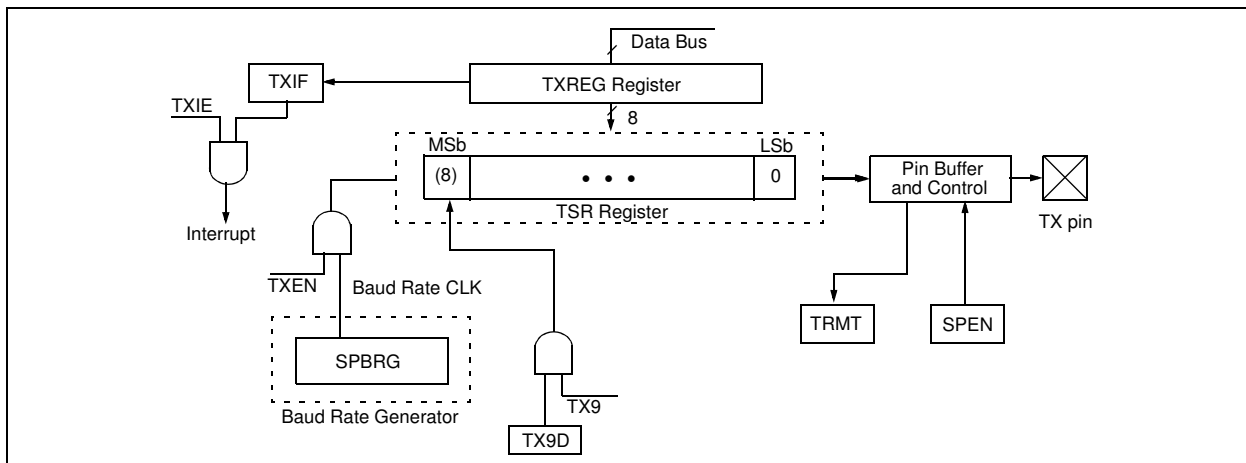 Data Bus
TXIF
TXREG Register
TXIE
8
MSb
LSb
(8)
• • •
0
Pin Buffer
and Control
TSR Register
Interrupt
TX pin
TXEN
Baud Rate CLK
TRMT
SPEN
SPBRG
TX9
Baud Rate Generator
TX9D